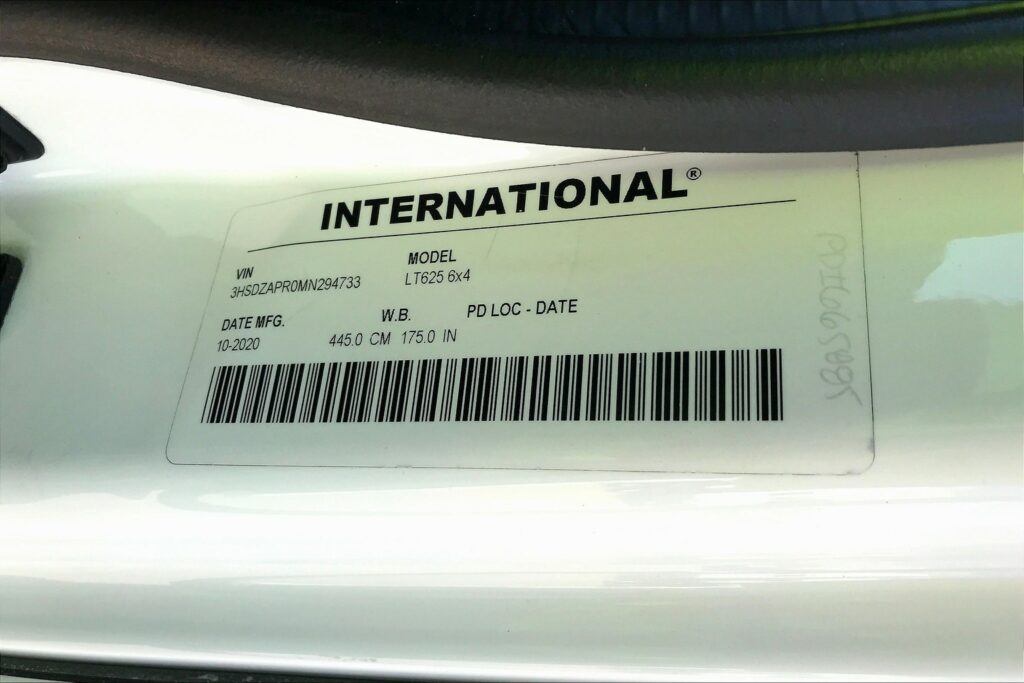 INTERNATIONAL®
VIN
3HSDZAPR0MN294733
MODEL
LT625 6x4
DATE MFG.
10-2020
W.B.
445.0 CM 175.0 IN
PD LOC - DATE